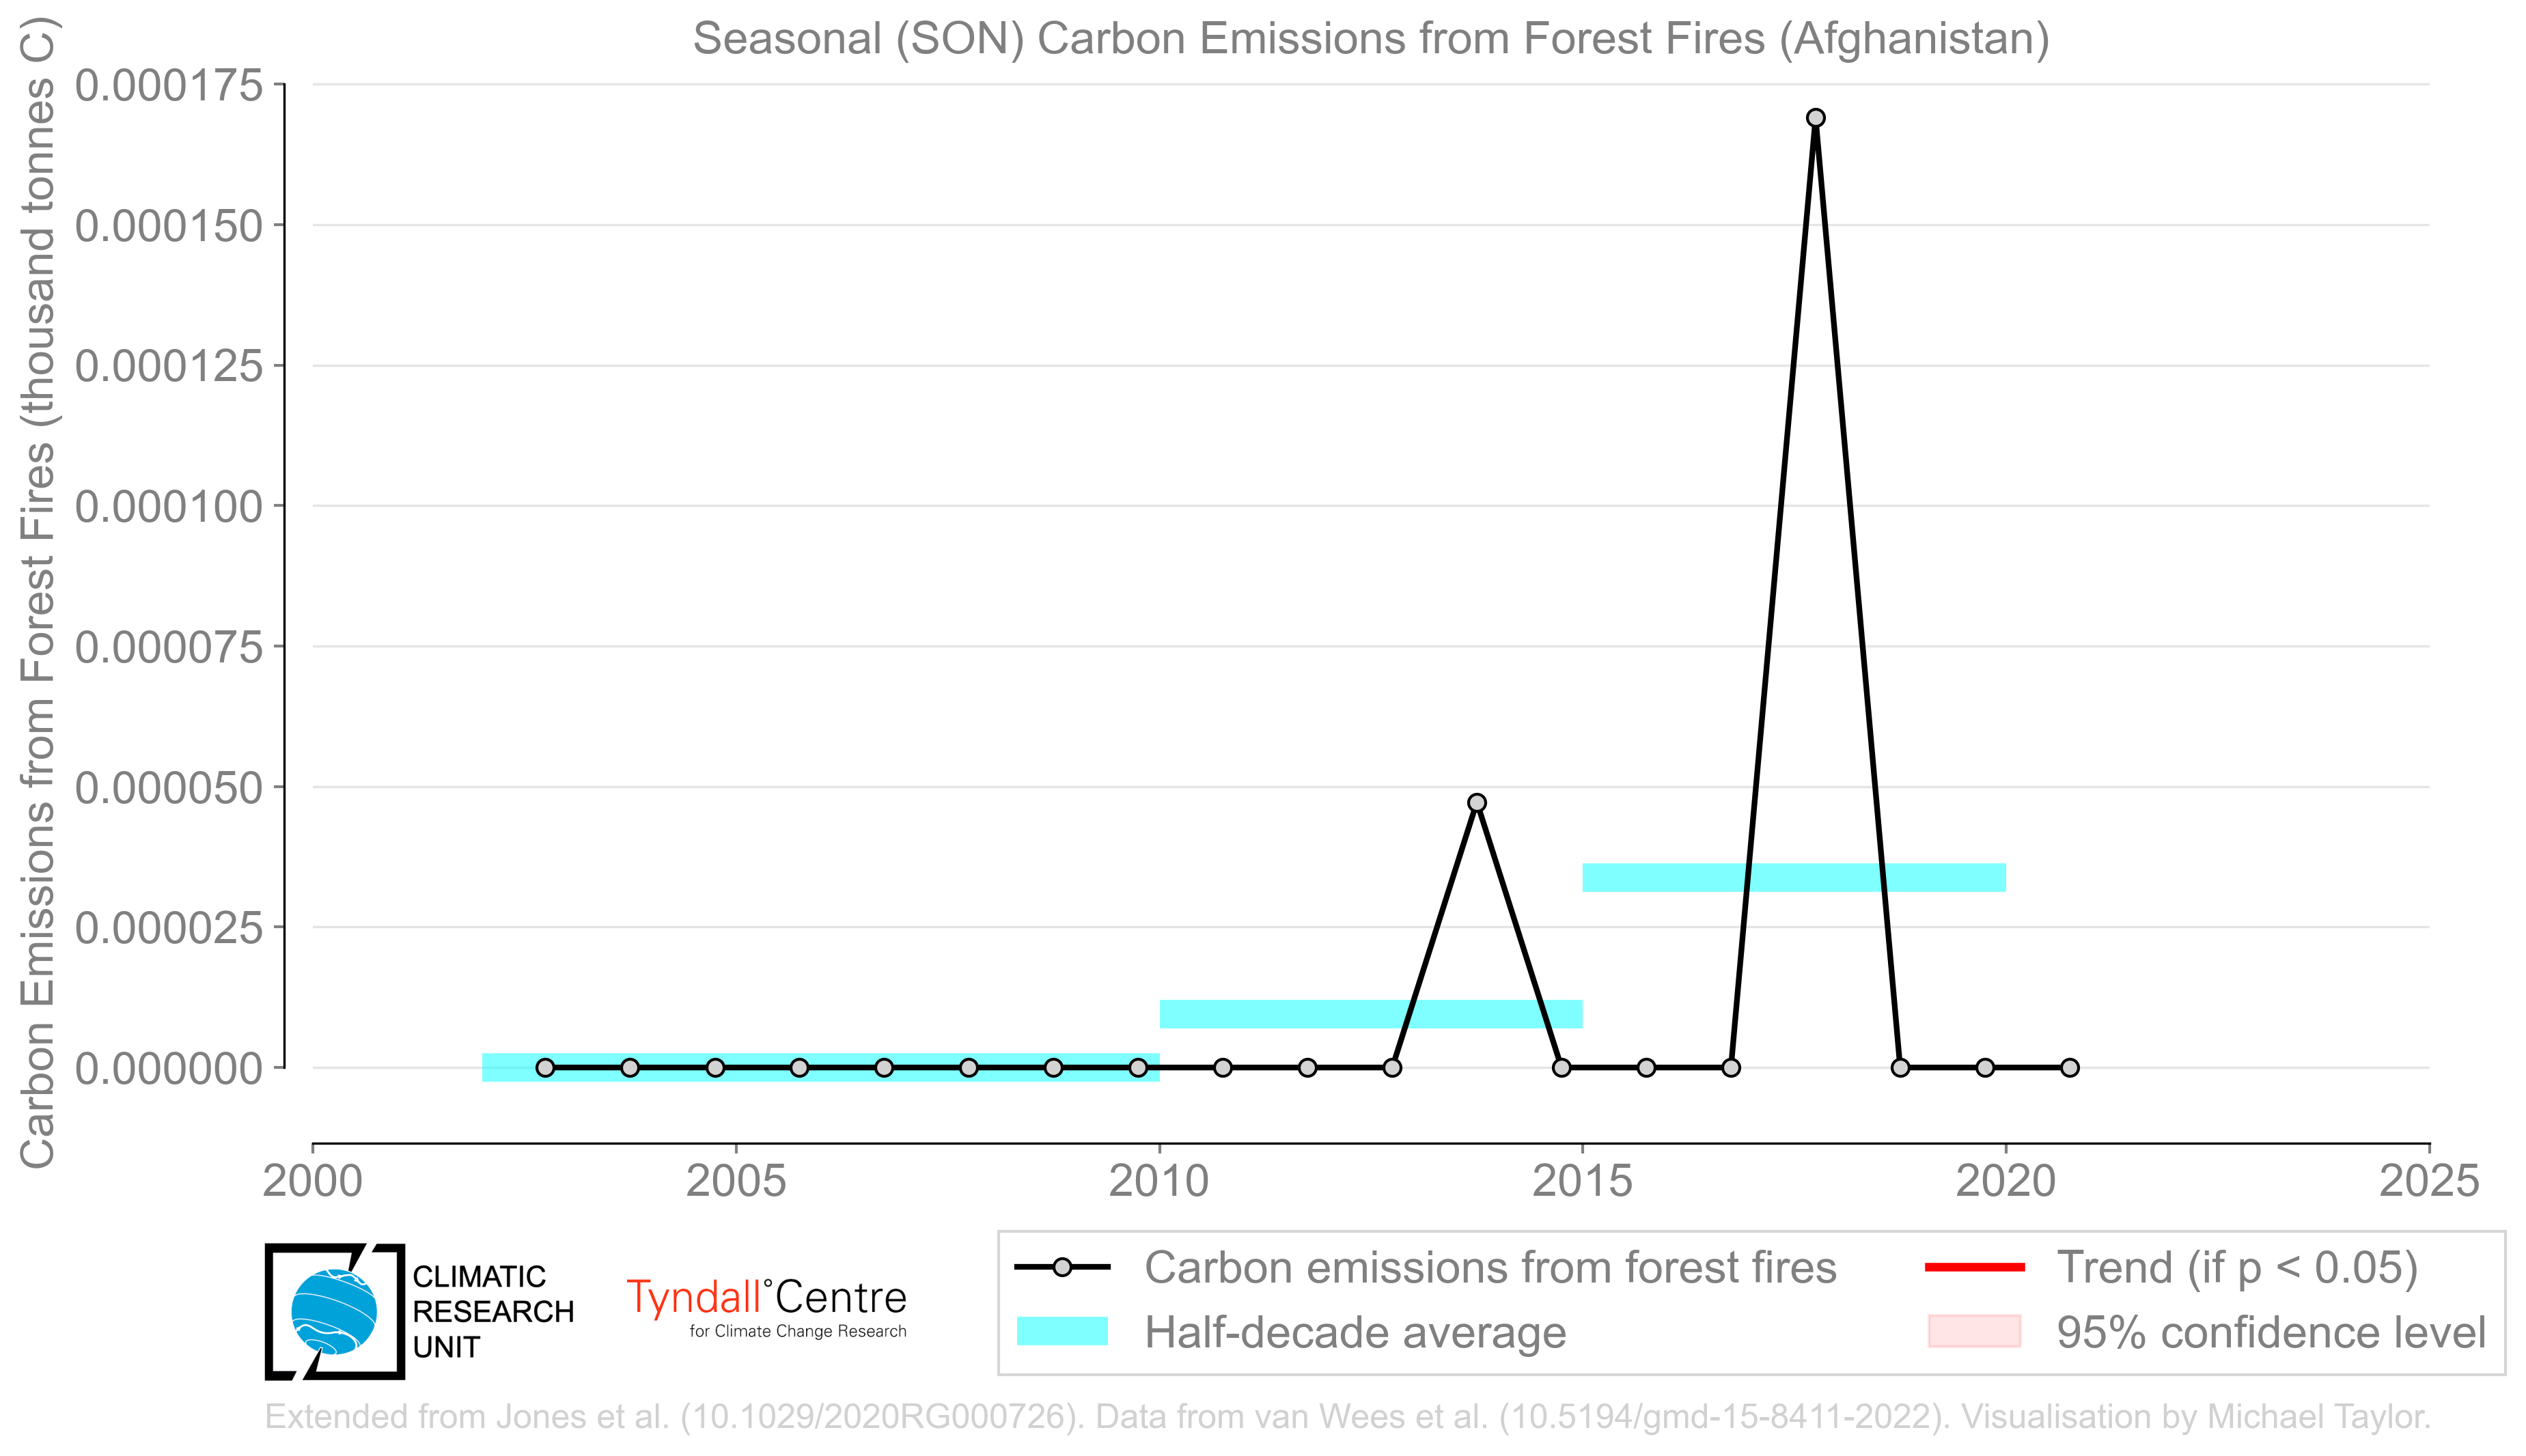 Seasonal (SON) Carbon Emissions from Forest Fires (Afghanistan)
Carbon Emissions from Forest Fires (thousand tonnes C)
0.000175
0.000150
0.000125
0.000100
0.000075
0.000050
0.000025
0.000000
2000 2005 2010 2015 2020 2025
CLIMATIC
RESEARCH
UNIT
Tyndall°Centre
for Climate Change Research
Carbon emissions from forest fires
Half-decade average
Trend (if p < 0.05)
95% confidence level
Extended from Jones et al. (10.1029/2020RG000726). Data from van Wees et al. (10.5194/gmd-15-8411-2022). Visualisation by Michael Taylor.